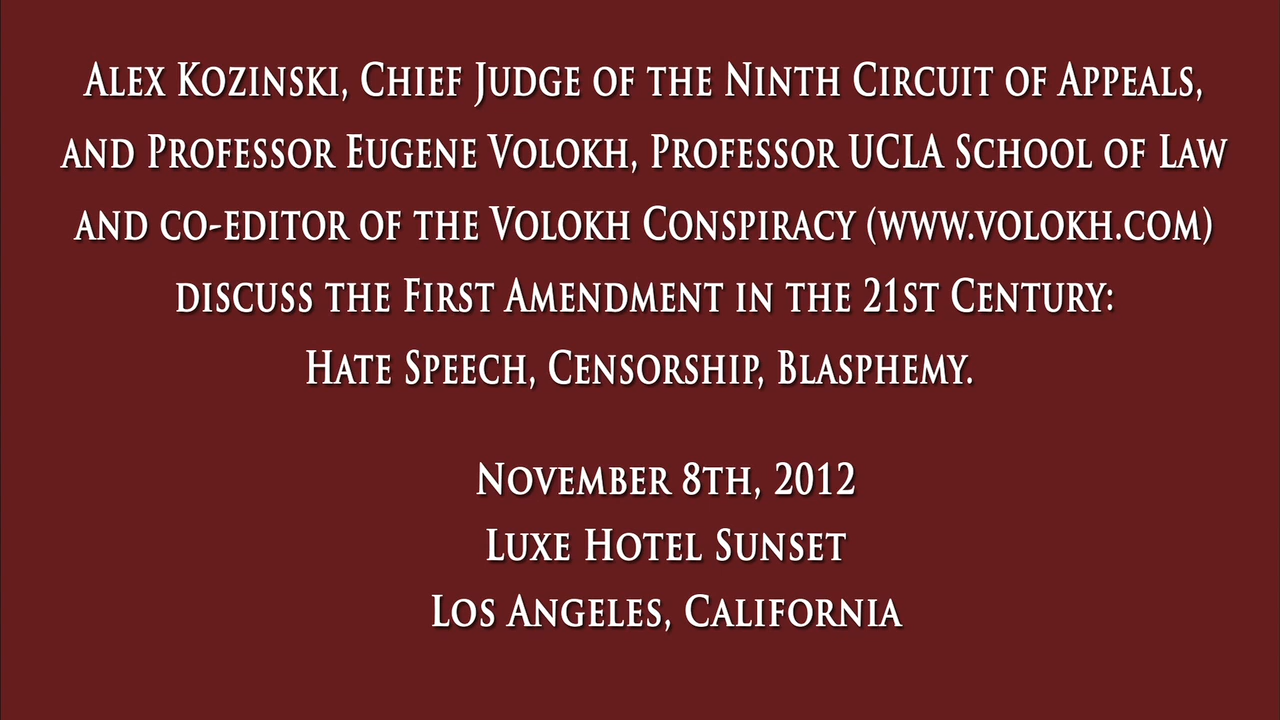 Alex Kozinski, Chief Judge of the Ninth Circuit of Appeals,
and Professor Eugene Volokh, Professor UCLA School of Law
and co-editor of the Volokh Conspiracy (www.volokh.com)
discuss the First Amendment in the 21st Century:
Hate Speech, Censorship, Blasphemy.
November 8th, 2012
Luxe Hotel Sunset
Los Angeles, California